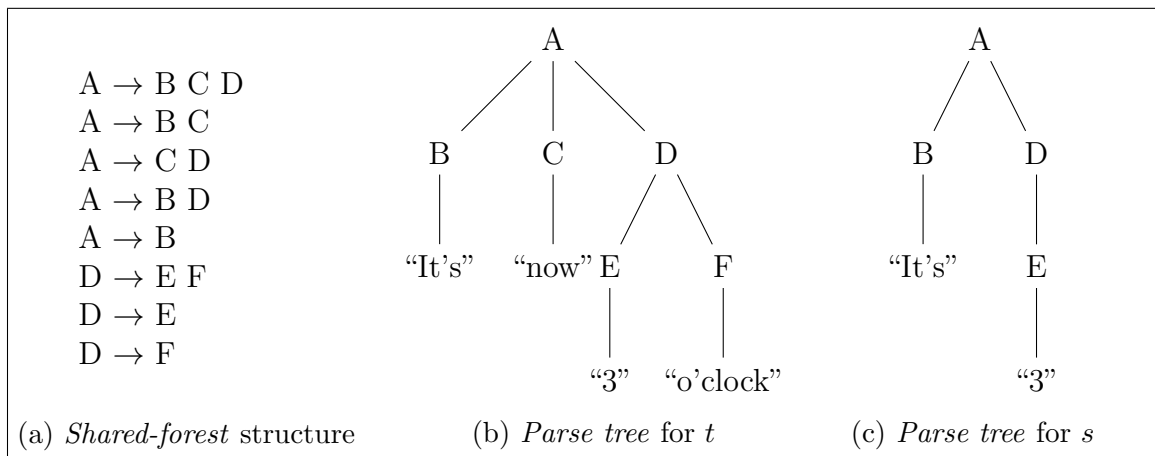 A → B C D
A → B C
A → C D
A → B D
A → B
D → E F
D → E
D → F
(a) Shared-forest structure
A
B C D
“It's” “now” E F
“3” “o'clock”
(b) Parse tree for t
A
B D
“It's” E
“3”
(c) Parse tree for s